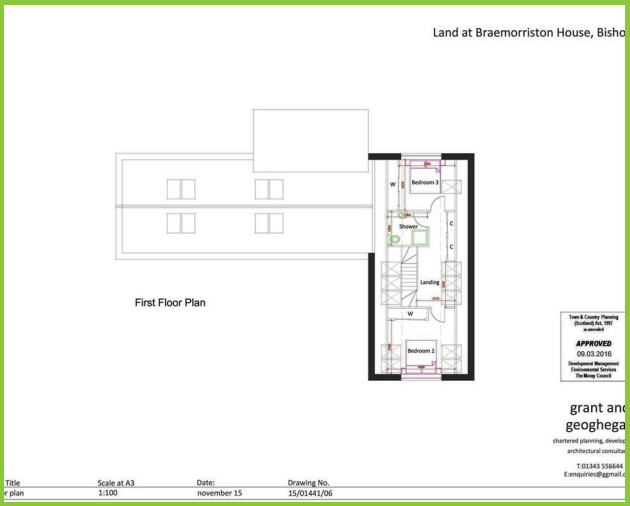 Land at Braemorriston House, Bisho
W
Bedroom 3
Shower
C
C
Landing
W
Bedroom 2
First Floor Plan
Town & Country Planning
(Scotland) Act, 1997
as amended
APPROVED
09.03.2016
Development Management
Environmental Services
The Moray Council
grant and
geoghega
chartered planning, develop
architectural consultan
T:01343 556644
E:enquiries@ggmail.c
Title
Scale at A3
Date:
Drawing No.
r plan
1:100
november 15
15/01441/06